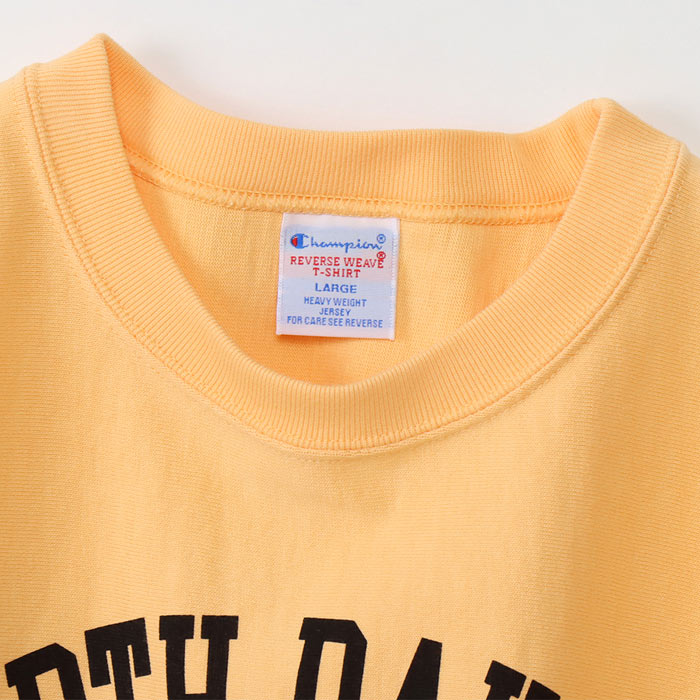 Champion®
REVERSE WEAVE®
T-SHIRT
LARGE
HEAVY WEIGHT
JERSEY
FOR CARE SEE REVERSE